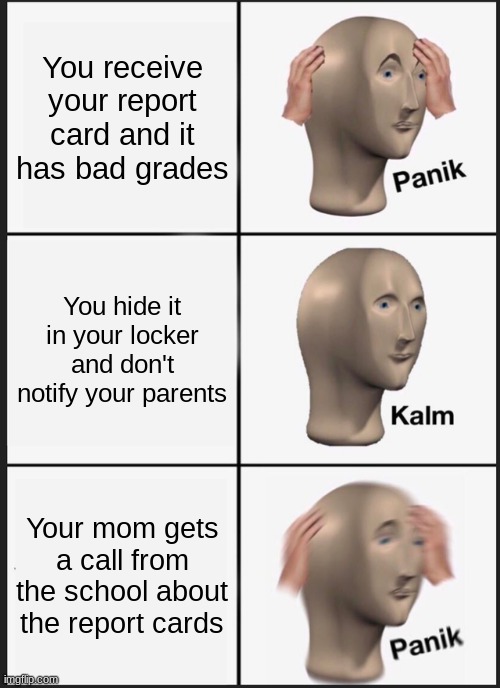 You receive
your report
card and it
has bad grades
Panik
You hide it
in your locker
and don't
notify your parents
Kalm
Your mom gets
a call from
the school about
the report cards
Panik
imgflip.com